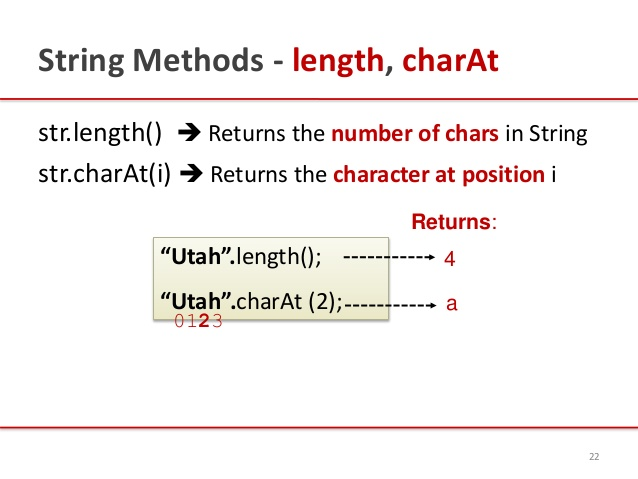 String Methods - length, charAt
str.length() 🡺 Returns the number of chars in String
str.charAt(i) 🡺 Returns the character at position i
Returns:
“Utah”.length(); 4
“Utah”.charAt (2); a
0123
22